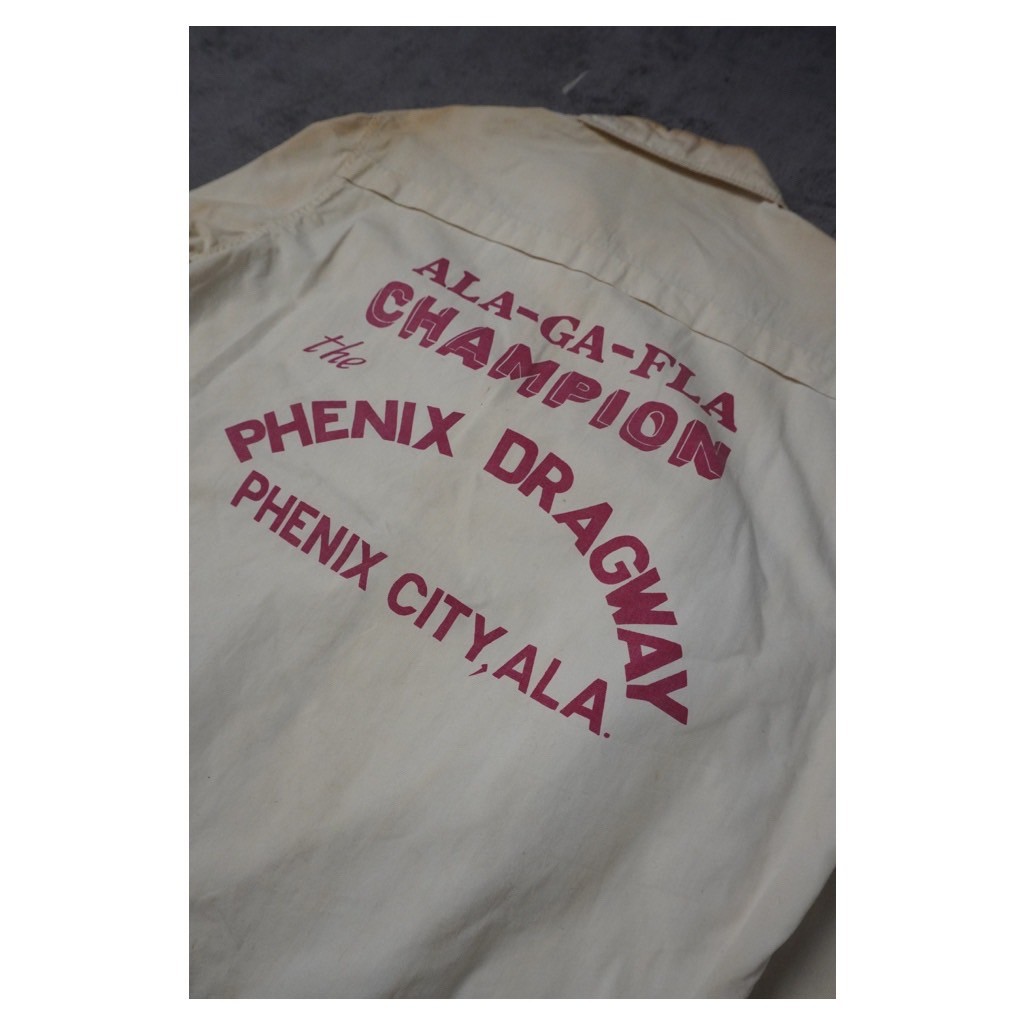 ALA-GA-FLA
CHAMPION
the
PHENIX DRAGWAY
PHENIX CITY, ALA.